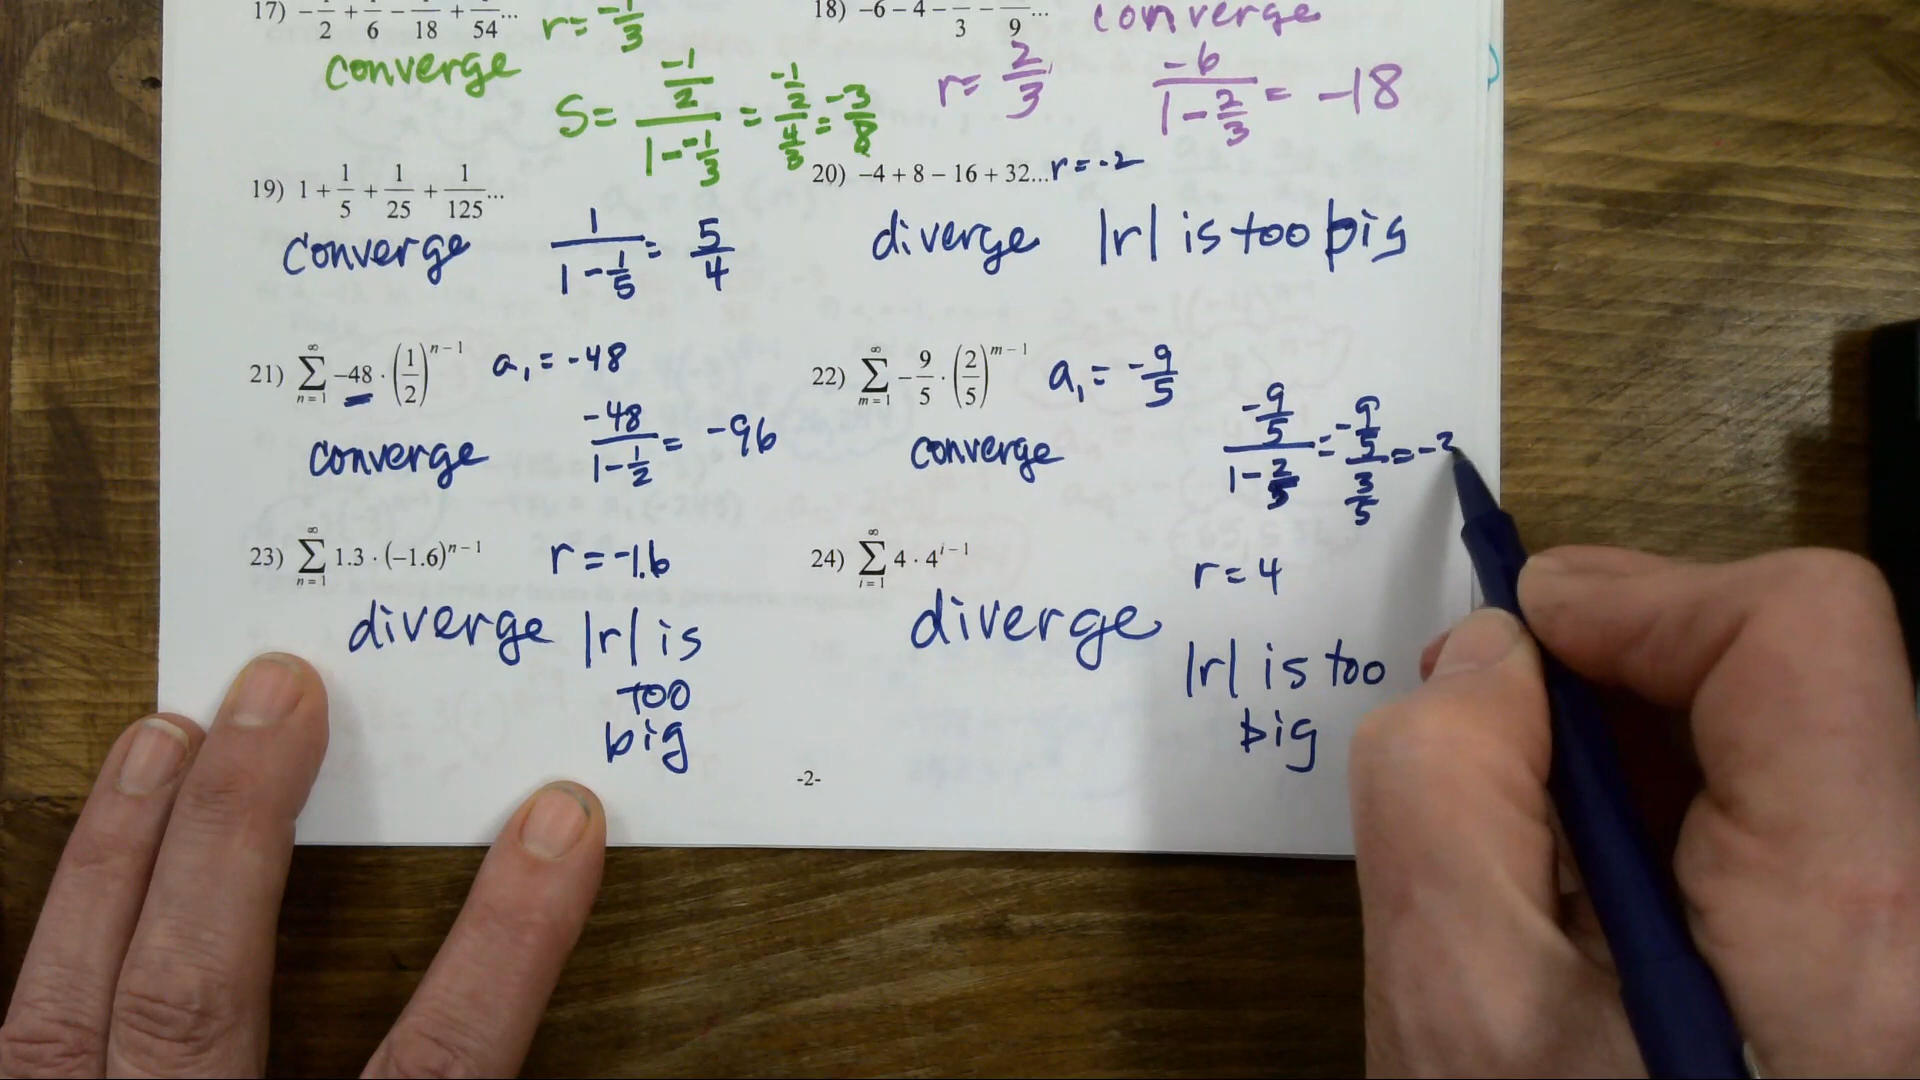 17) −1/2 + 1/6 − 1/18 + 1/54... r = -1/3
converge
S = (-1/2)/(1 - -1/3) = (-1/2)/(4/3) = -3/8
18) −6 − 4 − /3 − /9... converge
r = 2/3 -6/(1 - 2/3) = -18
19) 1 + 1/5 + 1/25 + 1/125...
converge 1/(1 - 1/5) = 5/4
20) −4 + 8 − 16 + 32... r = -2
diverge |r| is too big
21) ∑ n = 1 ∞ −48 · (1/2)^(n − 1) a₁ = -48
converge -48/(1 - 1/2) = -96
22) ∑ m = 1 ∞ −9/5 · (2/5)^(m − 1) a₁ = -9/5
converge (-9/5)/(1 - 2/5) = (-9/5)/(3/5) = -3
23) ∑ n = 1 ∞ 1.3 · (−1.6)^(n − 1) r = -1.6
diverge |r| is
too
big
24) ∑ i = 1 ∞ 4 · 4^(i − 1)
r = 4
diverge
|r| is too
big
-2-